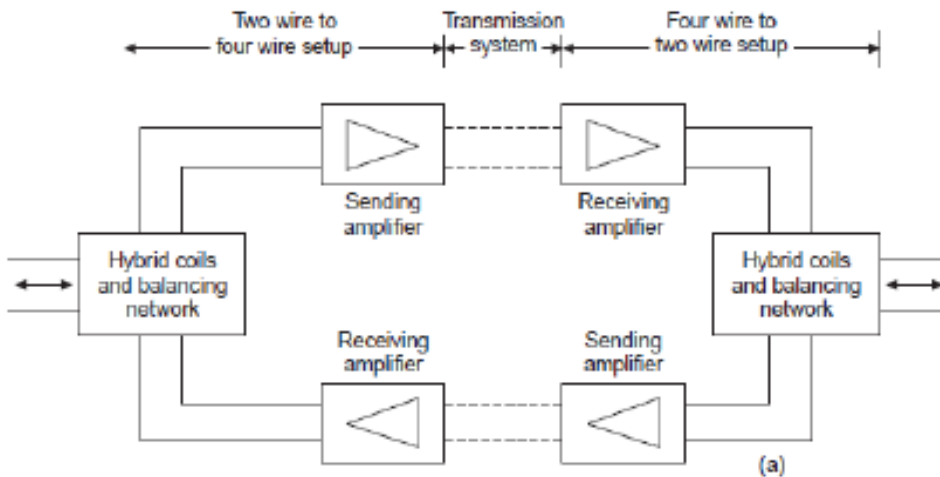 Two wire to
four wire setup
Transmission
system
Four wire to
two wire setup
Sending
amplifier
Receiving
amplifier
Hybrid coils
and balancing
network
Hybrid coils
and balancing
network
Receiving
amplifier
Sending
amplifier
(a)